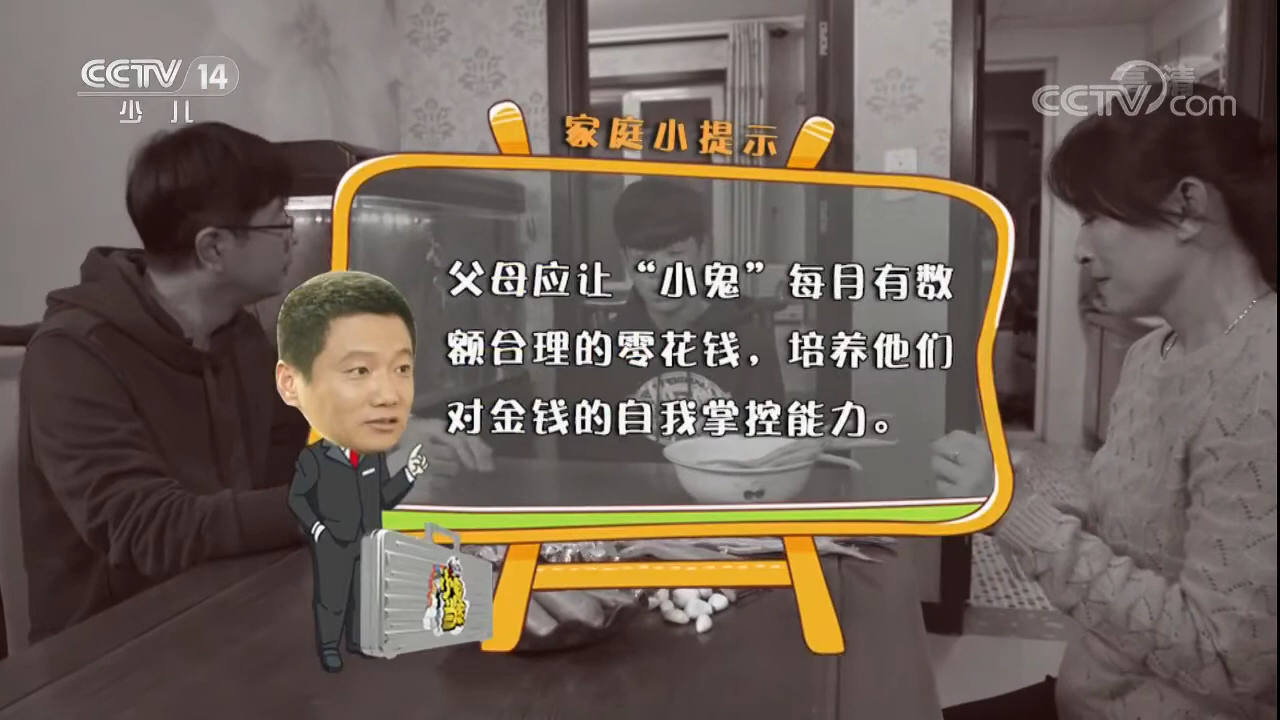 CCTV 14
少儿
高清
CCTV.com
家庭小提示
父母应让“小鬼”每月有数
额合理的零花钱，培养他们
对金钱的自我掌控能力。